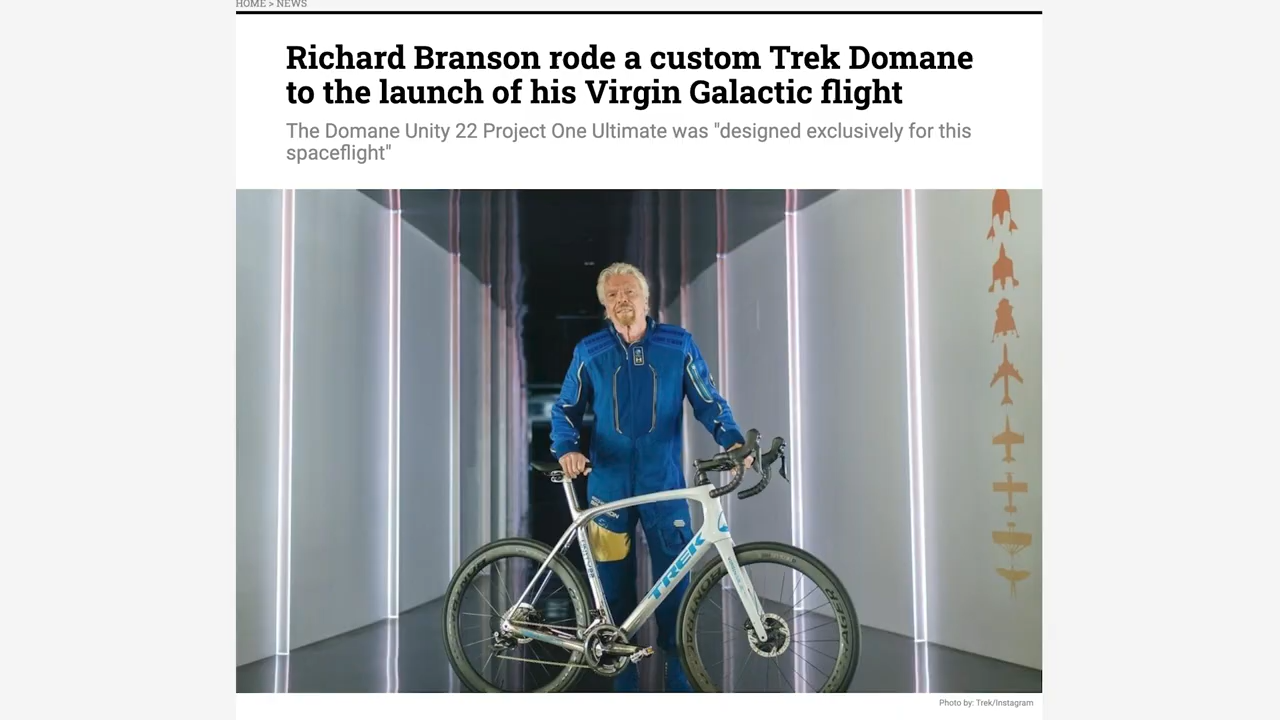 HOME > NEWS
Richard Branson rode a custom Trek Domane
to the launch of his Virgin Galactic flight
The Domane Unity 22 Project One Ultimate was "designed exclusively for this
spaceflight"
TREK
Photo by: Trek/Instagram